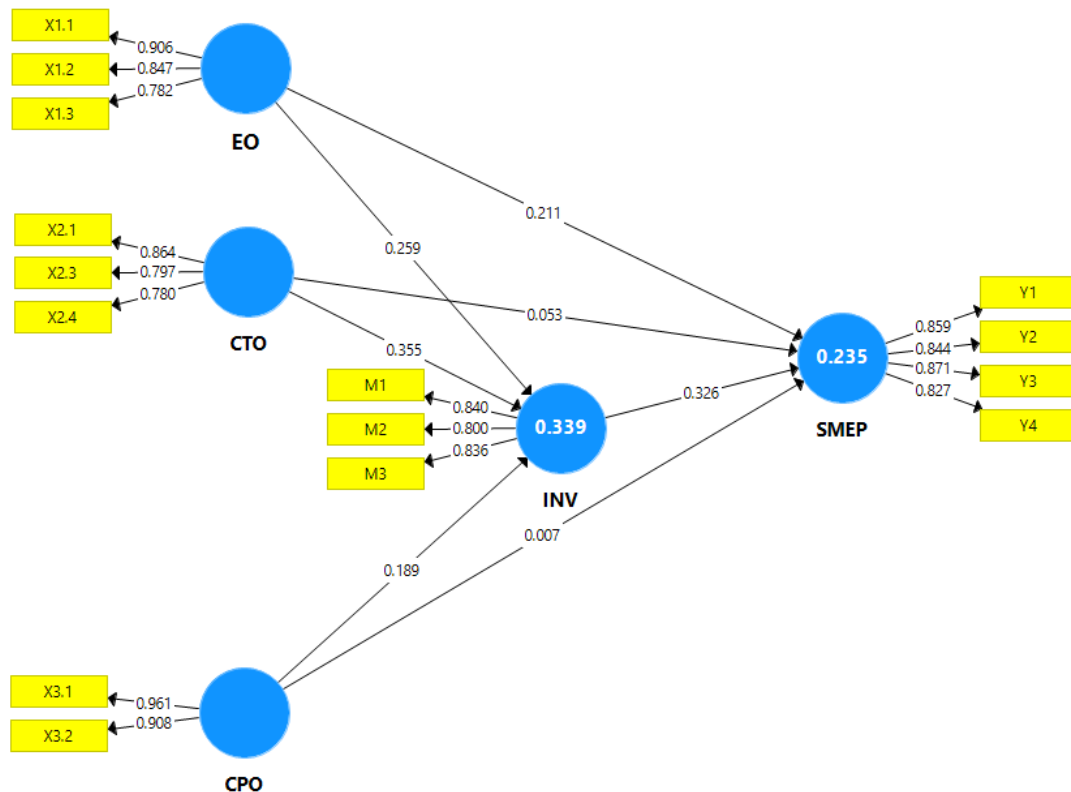 X1.1
0.906
X1.2
0.847
X1.3
0.782
EO
0.211
0.259
X2.1
0.864
X2.3
0.797
X2.4
0.780
CTO
0.053
0.355
M1
0.840
M2
0.800
M3
0.836
0.339
INV
0.326
0.235
SMEP
Y1
0.859
Y2
0.844
Y3
0.871
Y4
0.827
0.007
0.189
X3.1
0.961
X3.2
0.908
CPO